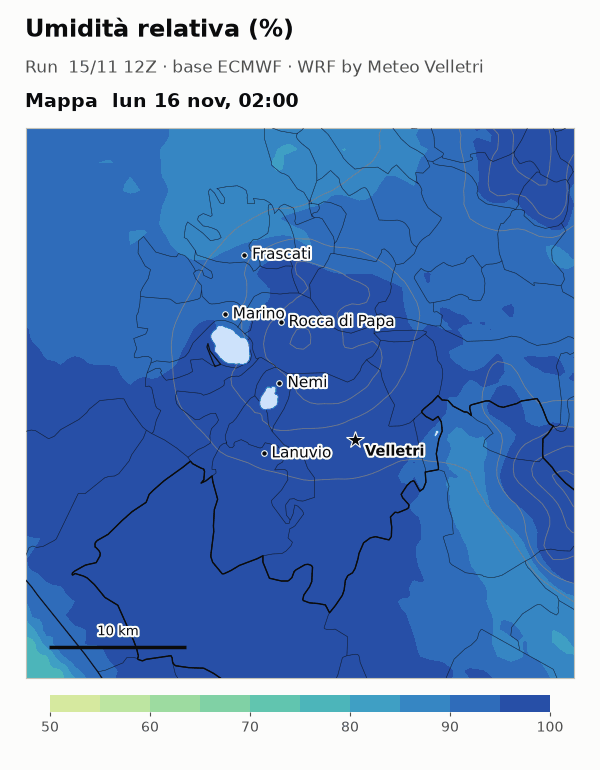 Umidità relativa (%)
Run  15/11 12Z · base ECMWF · WRF by Meteo Velletri
Mappa  lun 16 nov, 02:00
Frascati
Marino
Rocca di Papa
Nemi
Velletri
Lanuvio
10 km
50 60 70 80 90 100